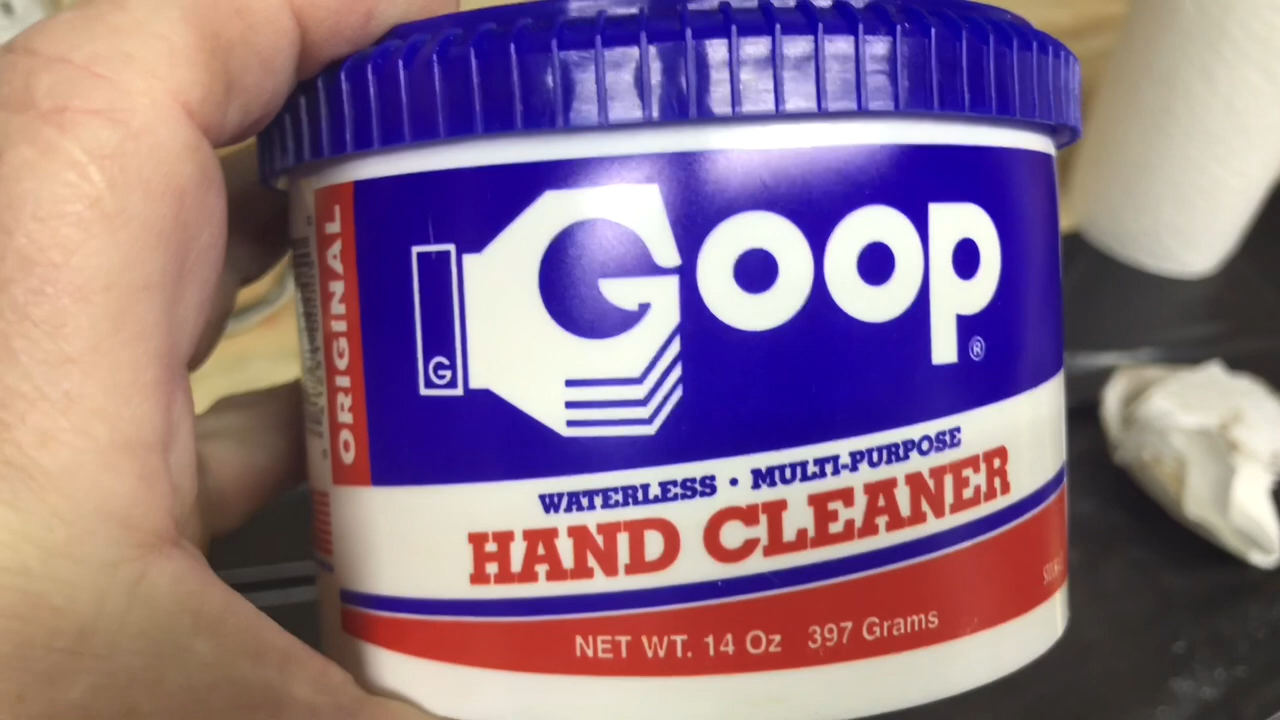 ORIGINAL
G
Goop
®
WATERLESS • MULTI-PURPOSE
HAND CLEANER
NET WT. 14 Oz 397 Grams